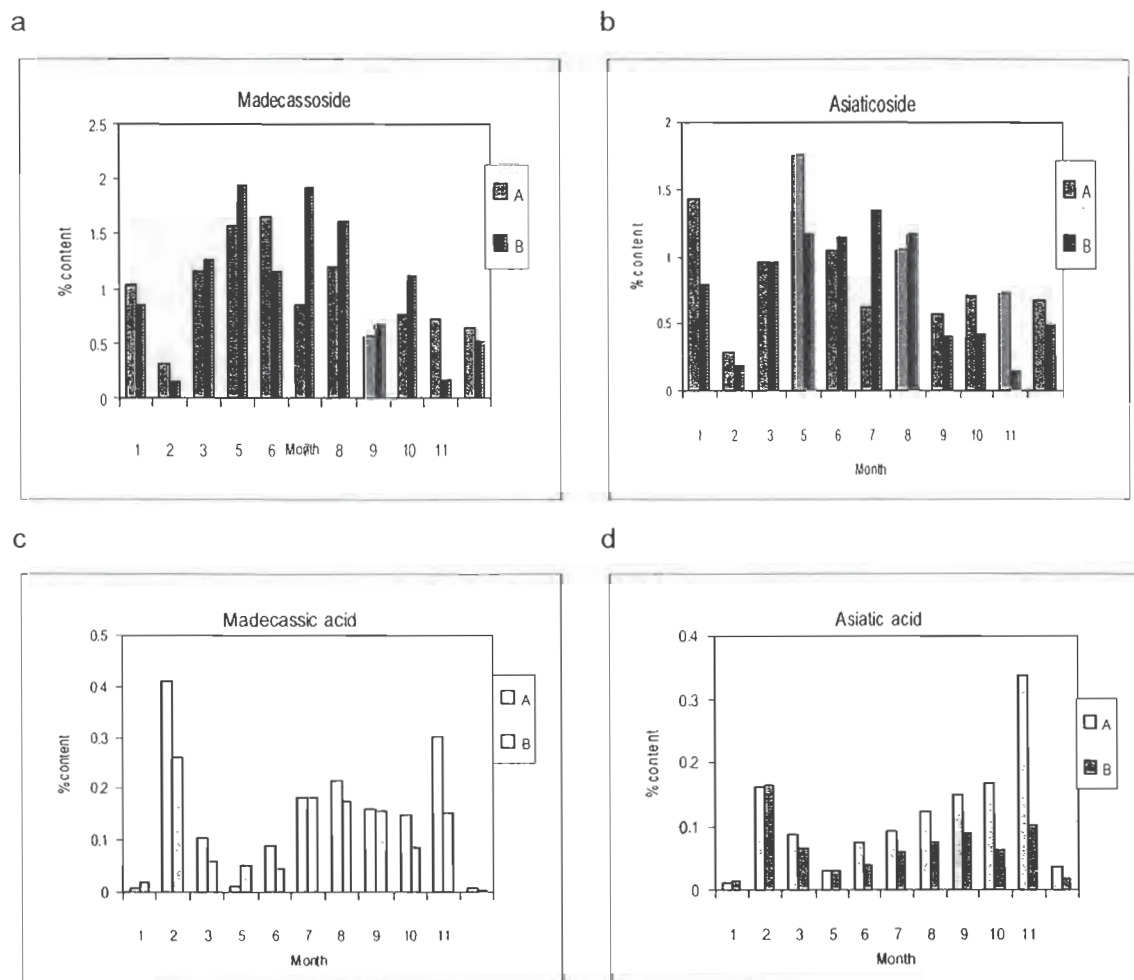 a
Madecassoside
% content
2.5
2
1.5
1
0.5
0
1 2 3 5 6 Month 8 9 10 11
A
B
b
Asiaticoside
% content
2
1.5
1
0.5
0
1 2 3 5 6 7 8 9 10 11
Month
A
B
c
Madecassic acid
%content
0.5
04
0.3
0.2
0.1
0
1 2 3 5 6 7 8 9 10 11
Month
A
B
d
Asiatic acid
%content
0.4
0.3
0.2
0.1
0
1 2 3 5 6 7 8 9 10 11
Month
A
B